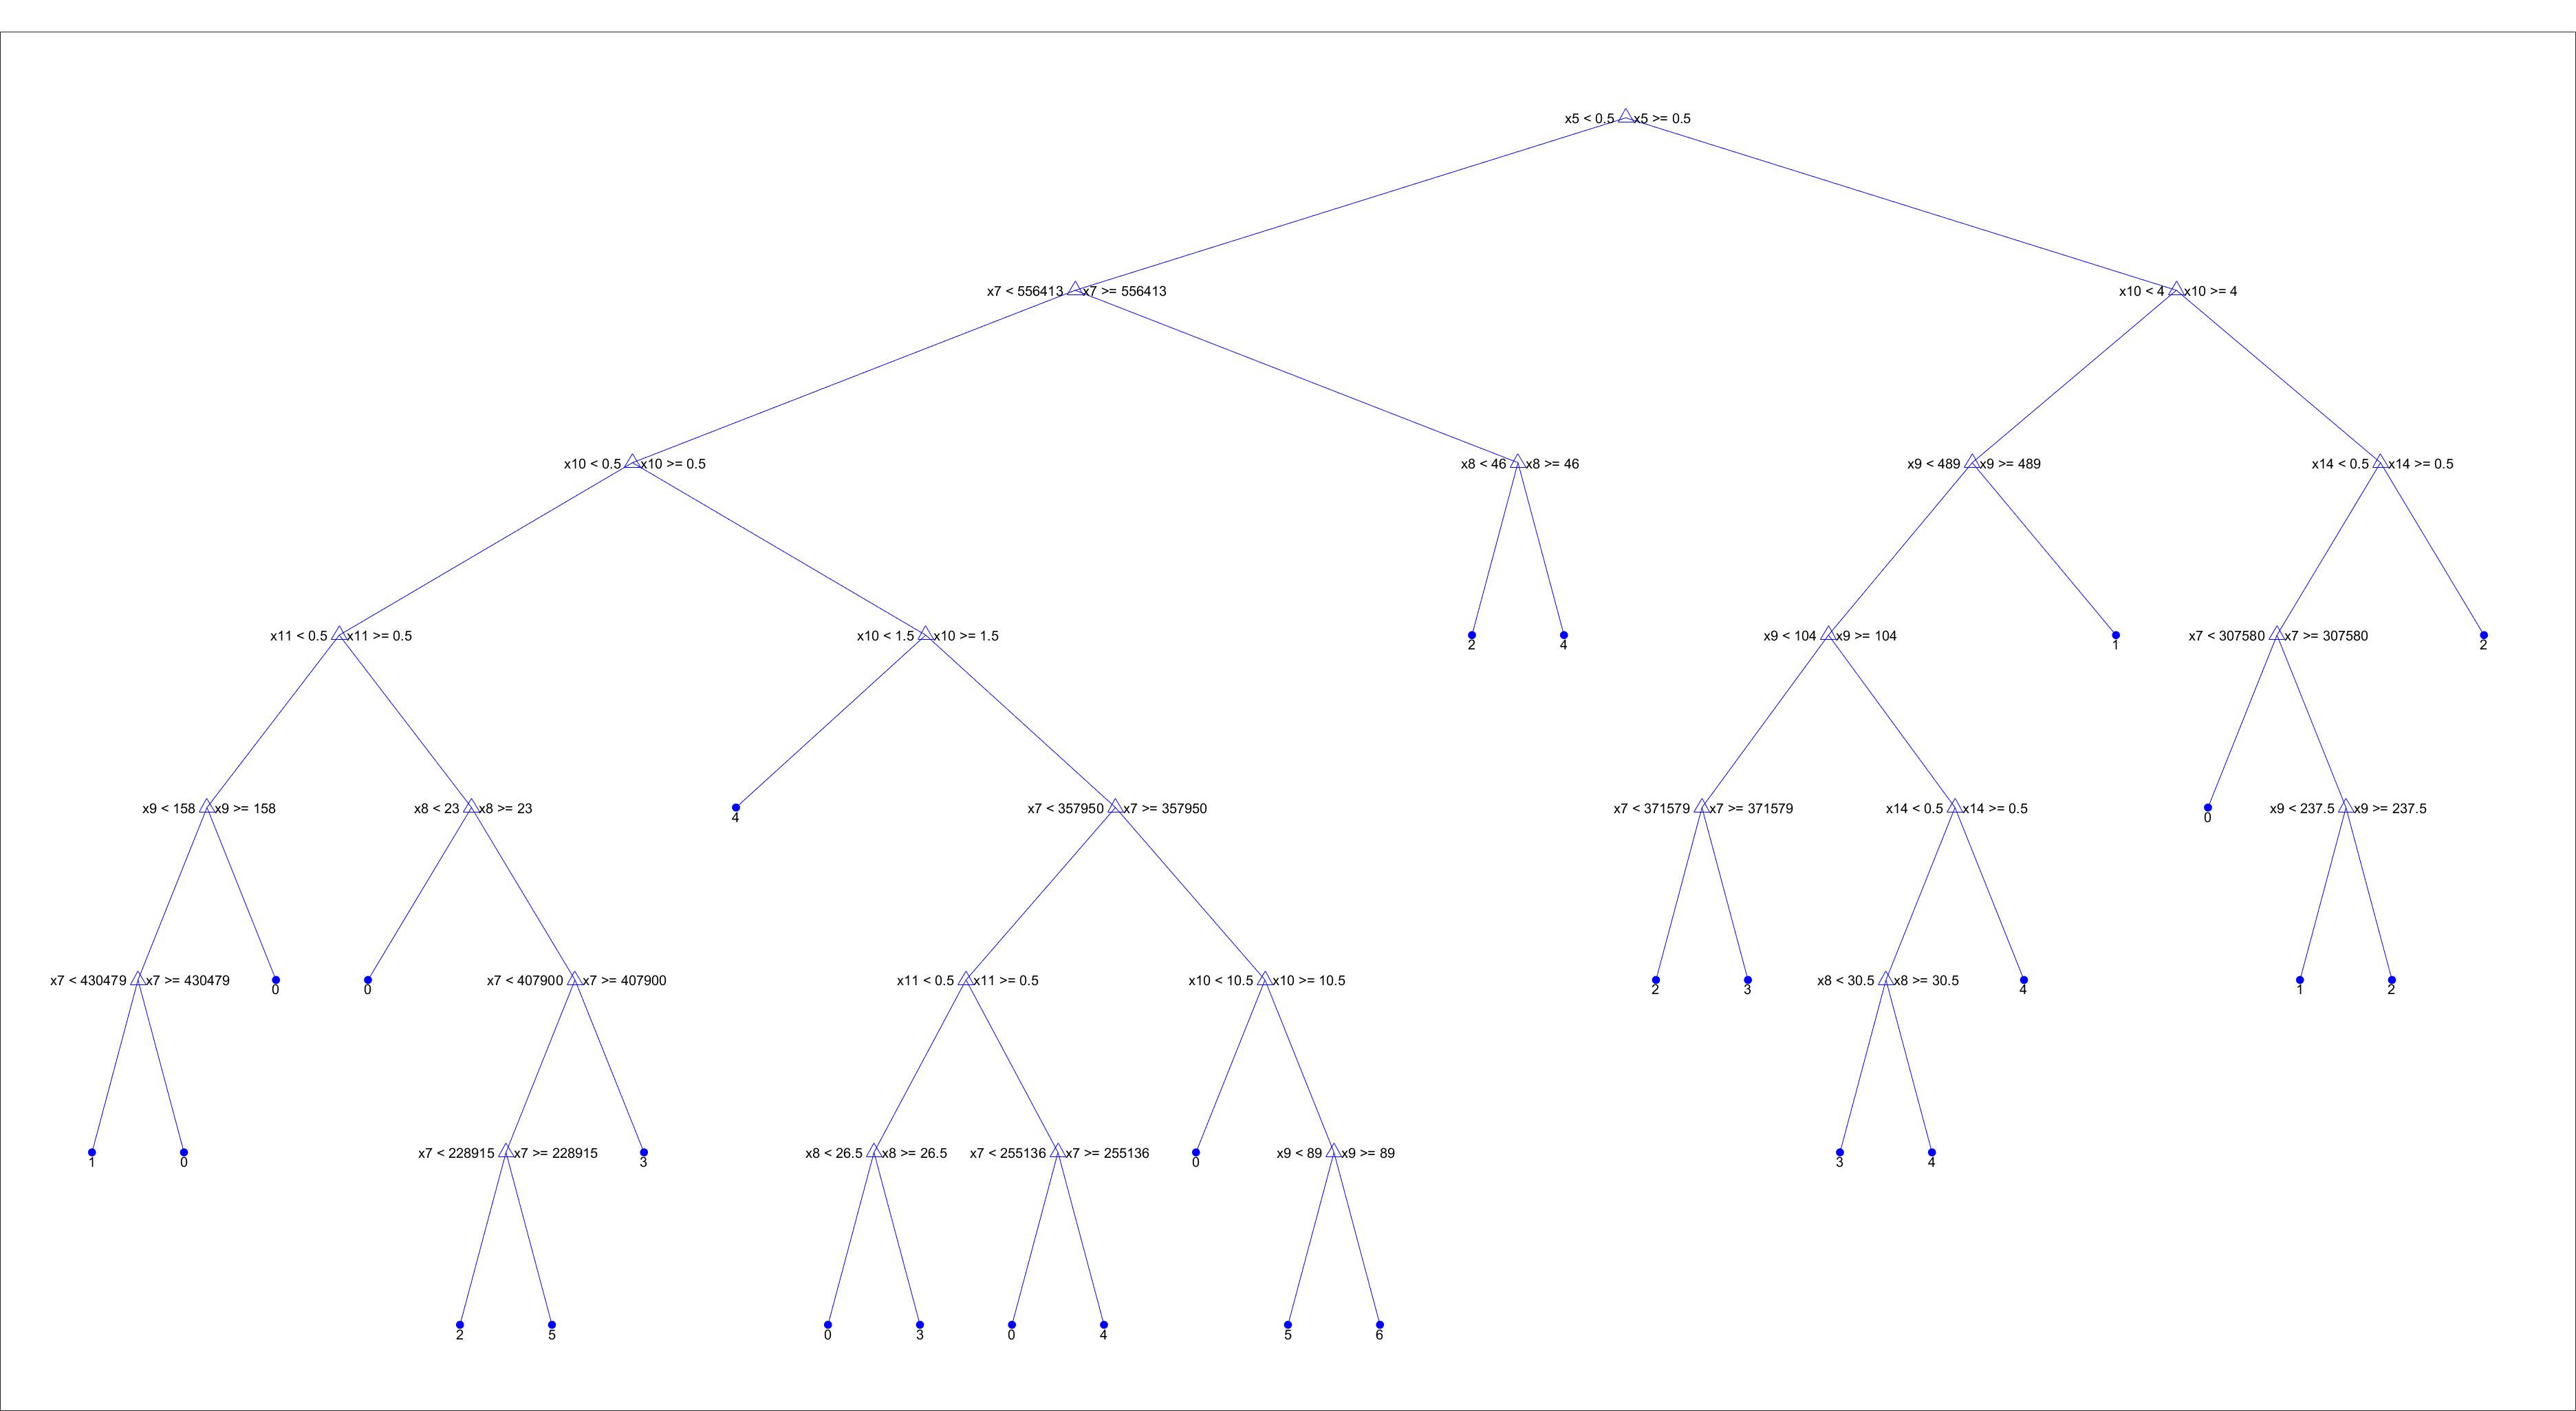 x5 < 0.5 x5 >= 0.5
x7 < 556413 x7 >= 556413 x10 < 4 x10 >= 4
x10 < 0.5 x10 >= 0.5 x8 < 46 x8 >= 46 x9 < 489 x9 >= 489 x14 < 0.5 x14 >= 0.5
x11 < 0.5 x11 >= 0.5 x10 < 1.5 x10 >= 1.5 x9 < 104 x9 >= 104 x7 < 307580 x7 >= 307580
2 4 1 2
x9 < 158 x9 >= 158 x8 < 23 x8 >= 23 x7 < 357950 x7 >= 357950 x7 < 371579 x7 >= 371579 x14 < 0.5 x14 >= 0.5 x9 < 237.5 x9 >= 237.5
4 0
x7 < 430479 x7 >= 430479 x7 < 407900 x7 >= 407900 x11 < 0.5 x11 >= 0.5 x10 < 10.5 x10 >= 10.5 x8 < 30.5 x8 >= 30.5
0 0 2 3 4 1 2
x7 < 228915 x7 >= 228915 x8 < 26.5 x8 >= 26.5 x7 < 255136 x7 >= 255136 x9 < 89 x9 >= 89
1 0 3 0 3 4
2 5 0 3 0 4 5 6